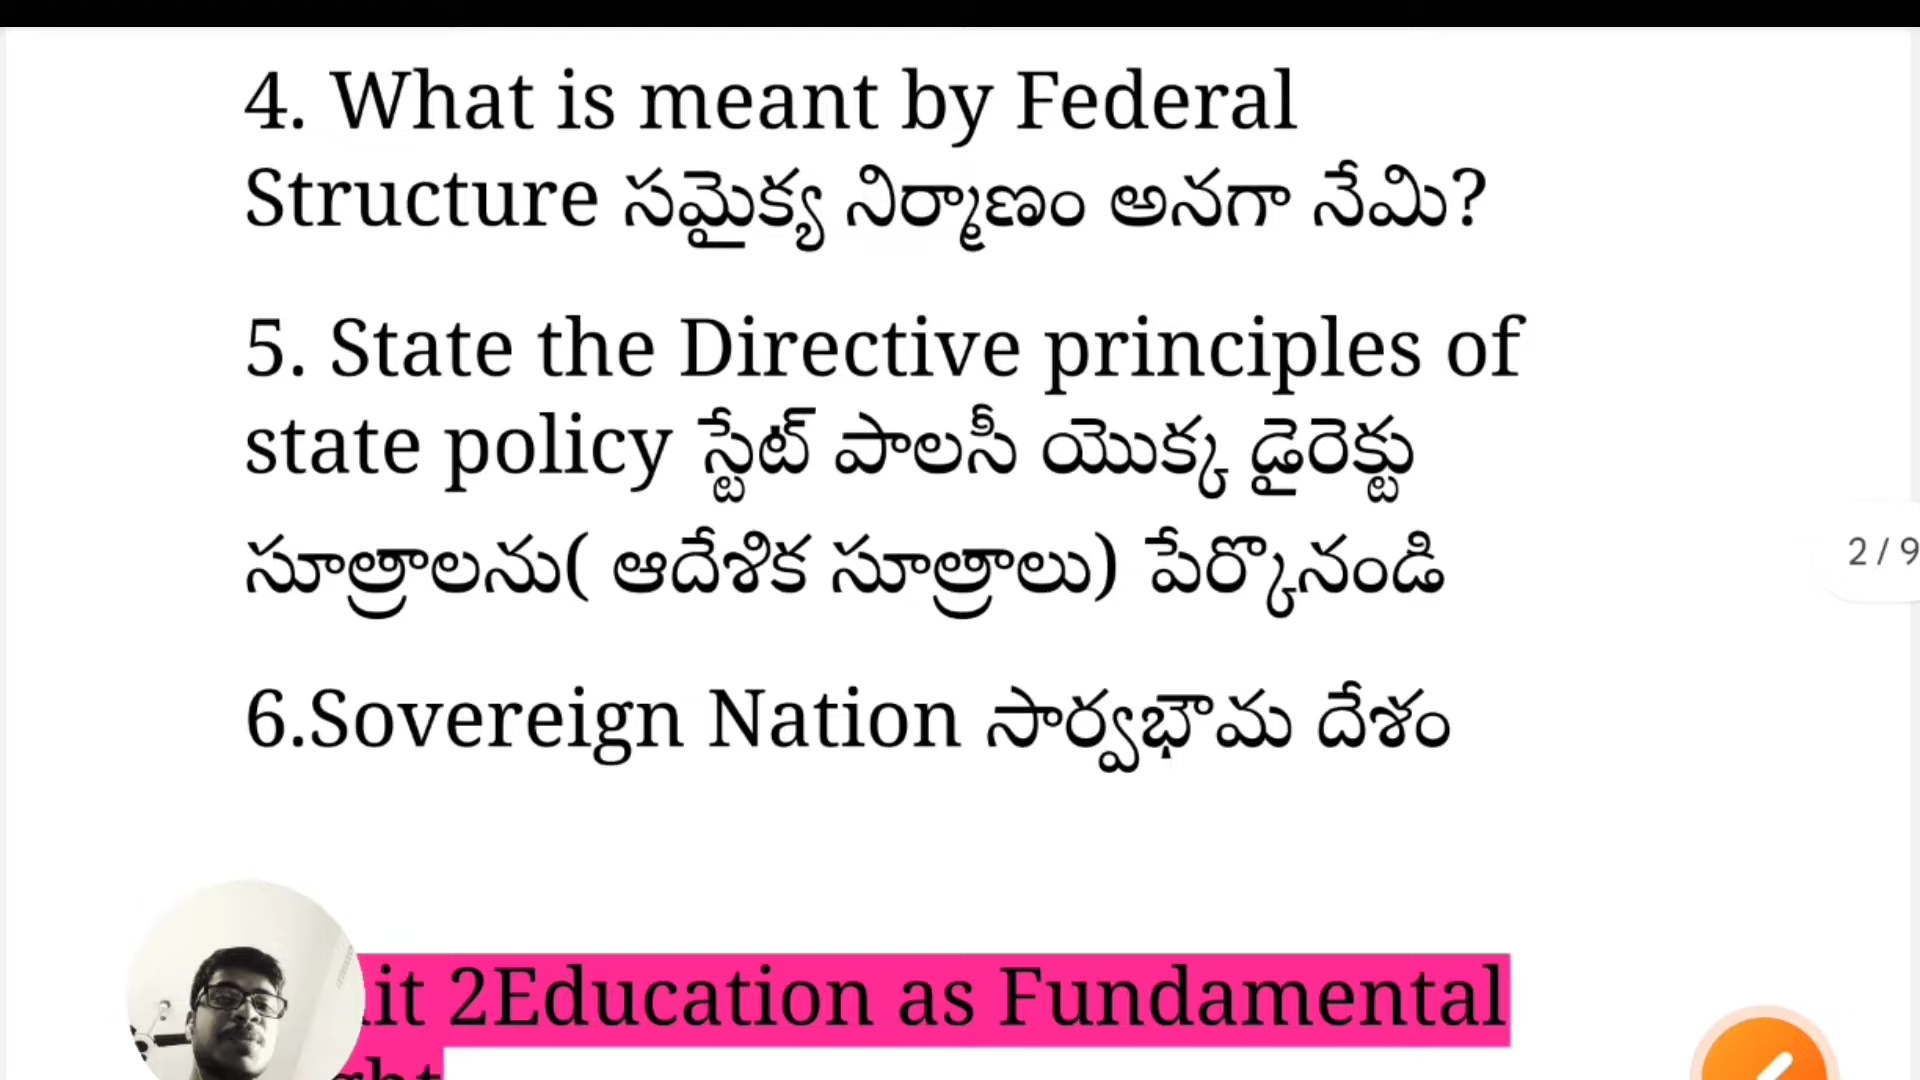 4. What is meant by Federal
Structure సమైక్య నిర్మాణం అనగా నేమి?
5. State the Directive principles of
state policy స్టేట్ పాలసీ యొక్క డైరెక్టు
సూత్రాలను( ఆదేశిక సూత్రాలు) పేర్కొనండి
2 / 9
6.Sovereign Nation సార్వభౌమ దేశం
it 2Education as Fundamental